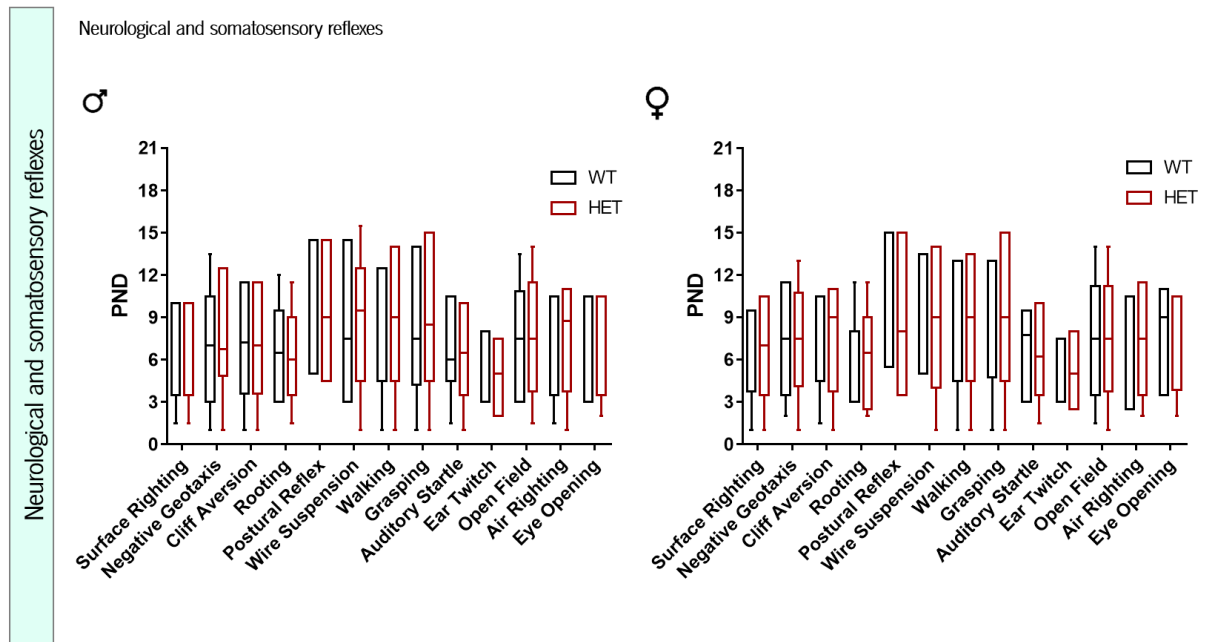 Neurological and somatosensory reflexes
Neurological and somatosensory reflexes
♂
21
18
15
12
9
6
3
0
PND
WT
HET
Surface Righting
Negative Geotaxis
Cliff Aversion
Rooting
Postural Reflex
Wire Suspension
Walking
Grasping
Auditory Startle
Ear Twitch
Open Field
Air Righting
Eye Opening
♀
21
18
15
12
9
6
3
0
PND
WT
HET
Surface Righting
Negative Geotaxis
Cliff Aversion
Rooting
Postural Reflex
Wire Suspension
Walking
Grasping
Auditory Startle
Ear Twitch
Open Field
Air Righting
Eye Opening